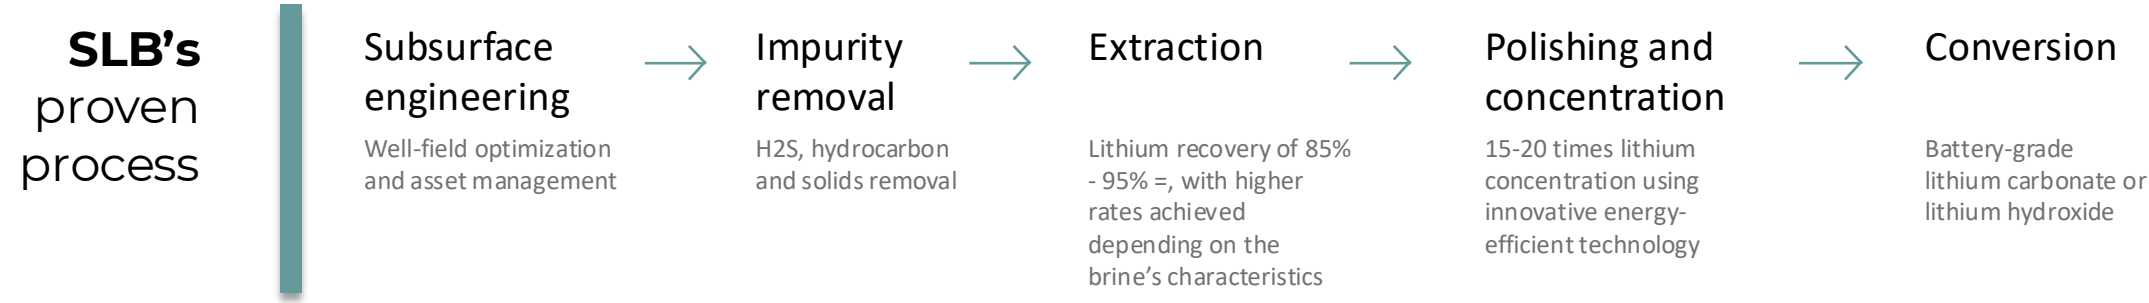 SLB’s
proven
process
Subsurface
engineering
Well-field optimization
and asset management
Impurity
removal
H2S, hydrocarbon
and solids removal
Extraction
Lithium recovery of 85%
- 95% =, with higher
rates achieved
depending on the
brine’s characteristics
Polishing and
concentration
15-20 times lithium
concentration using
innovative energy-
efficient technology
Conversion
Battery-grade
lithium carbonate or
lithium hydroxide